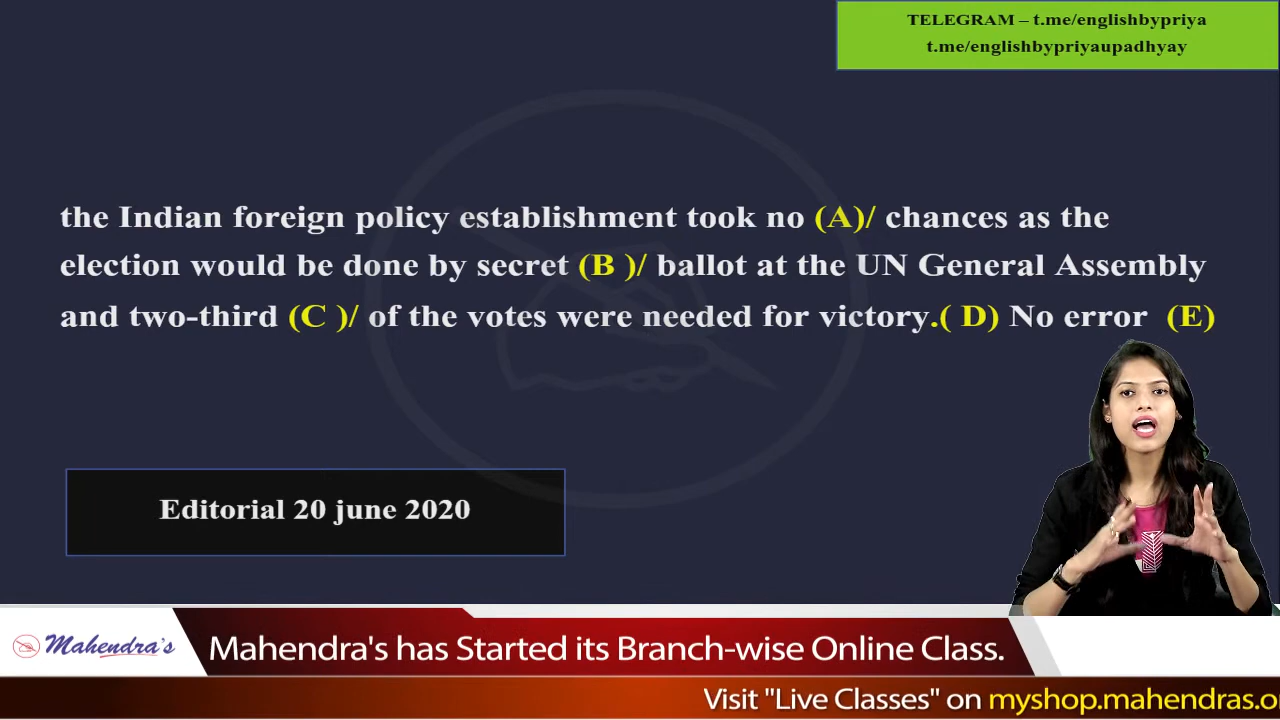 TELEGRAM – t.me/englishbypriya
t.me/englishbypriyaupadhyay
the Indian foreign policy establishment took no (A)/ chances as the
election would be done by secret (B )/ ballot at the UN General Assembly
and two-third (C )/ of the votes were needed for victory.( D) No error (E)
Editorial 20 june 2020
Mahendra's
Mahendra's has Started its Branch-wise Online Class.
Visit "Live Classes" on myshop.mahendras.o